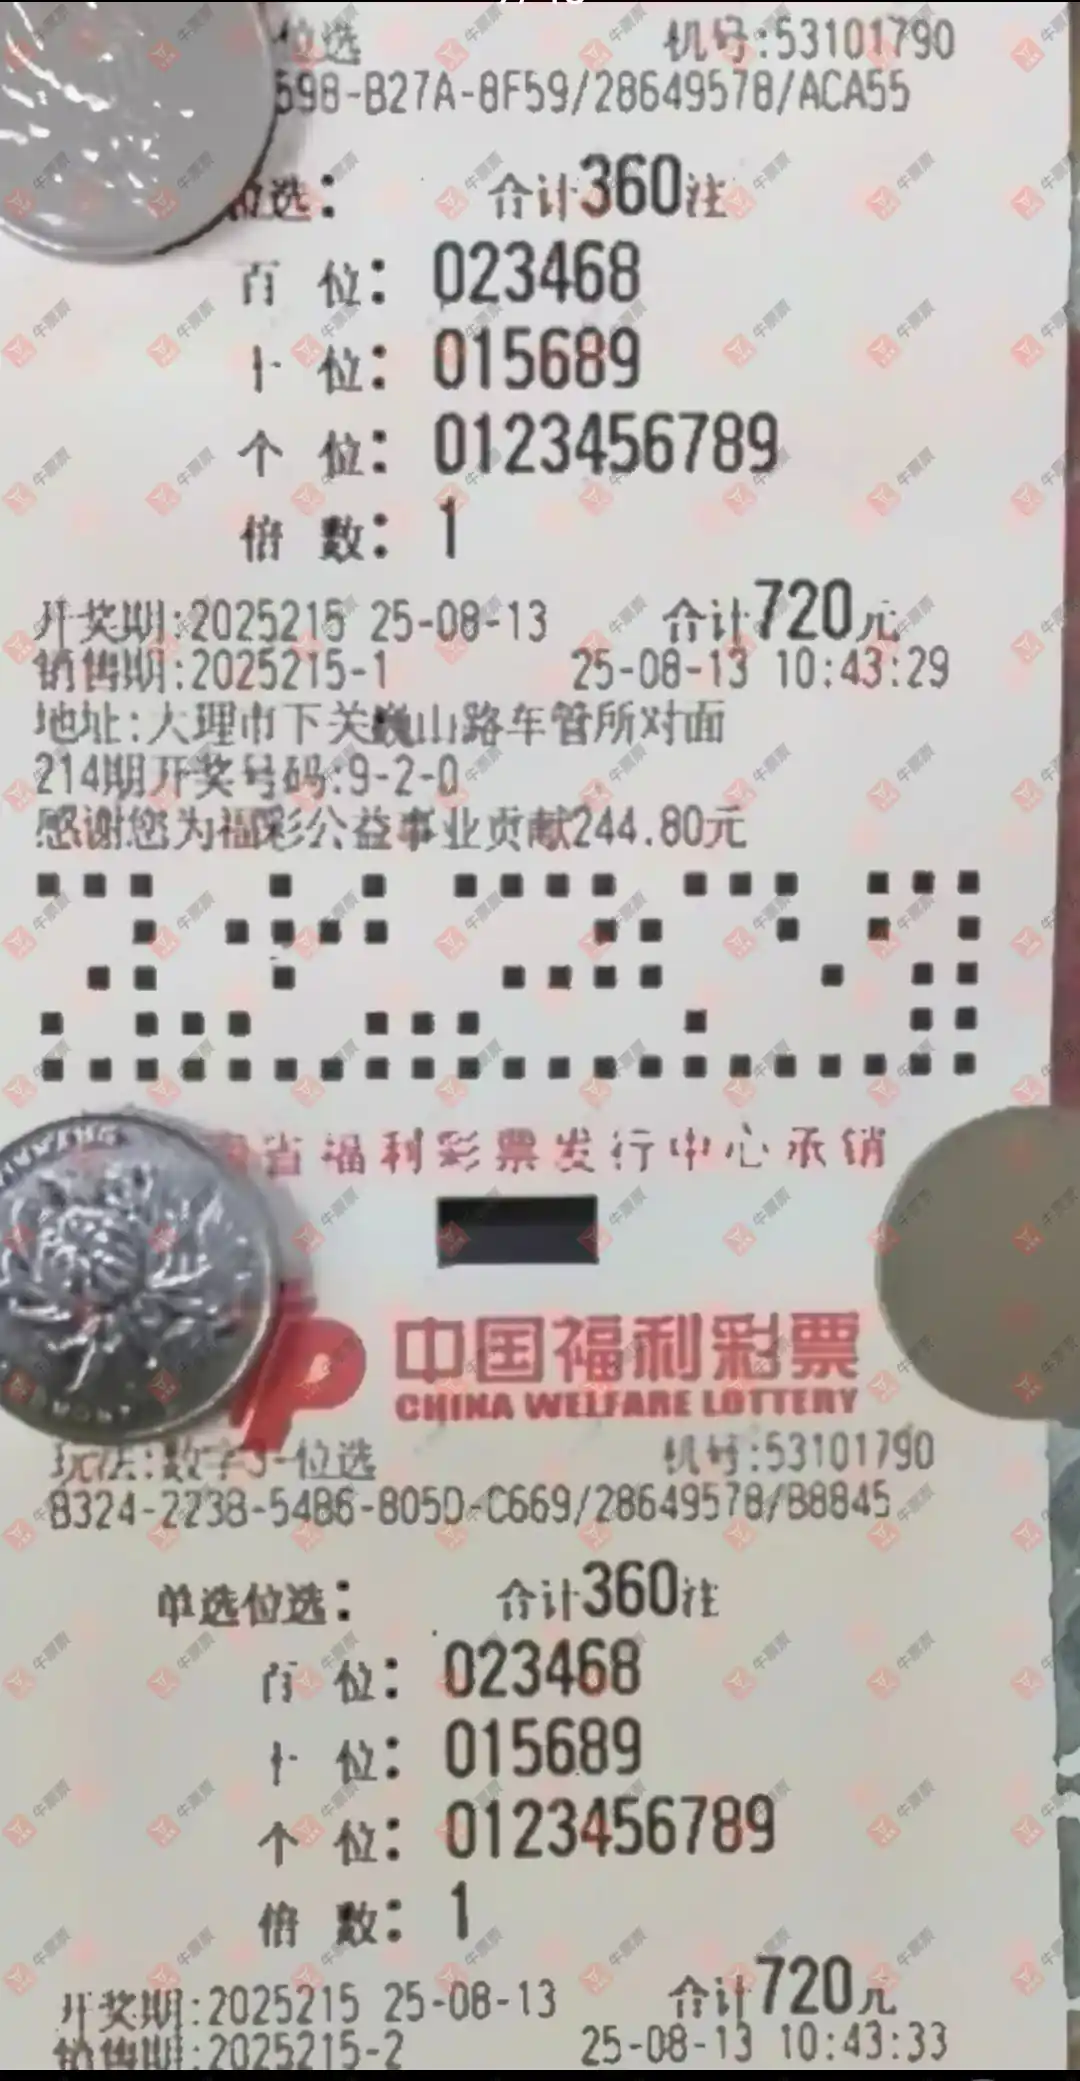 位选 机号:53101790
598-B27A-8F59/28649578/ACA55
位选: 合计360注
百 位: 023468
十 位: 015689
个 位: 0123456789
倍 数: 1
开奖期:2025215 25-08-13 合计720元
销售期:2025215-1 25-08-13 10:43:29
地址:大理市下关巍山路车管所对面
214期开奖号码:9-2-0
感谢您为福彩公益事业贡献244.80元
省福利彩票发行中心承销
中国福利彩票
CHINA WELFARE LOTTERY
玩法:数字3-位选 机号:53101790
8324-2238-5486-805D-C669/28649578/B8845
单选位选: 合计360注
百 位: 023468
十 位: 015689
个 位: 0123456789
倍 数: 1
开奖期:2025215 25-08-13 合计720元
销售期:2025215-2 25-08-13 10:43:33
牛票票